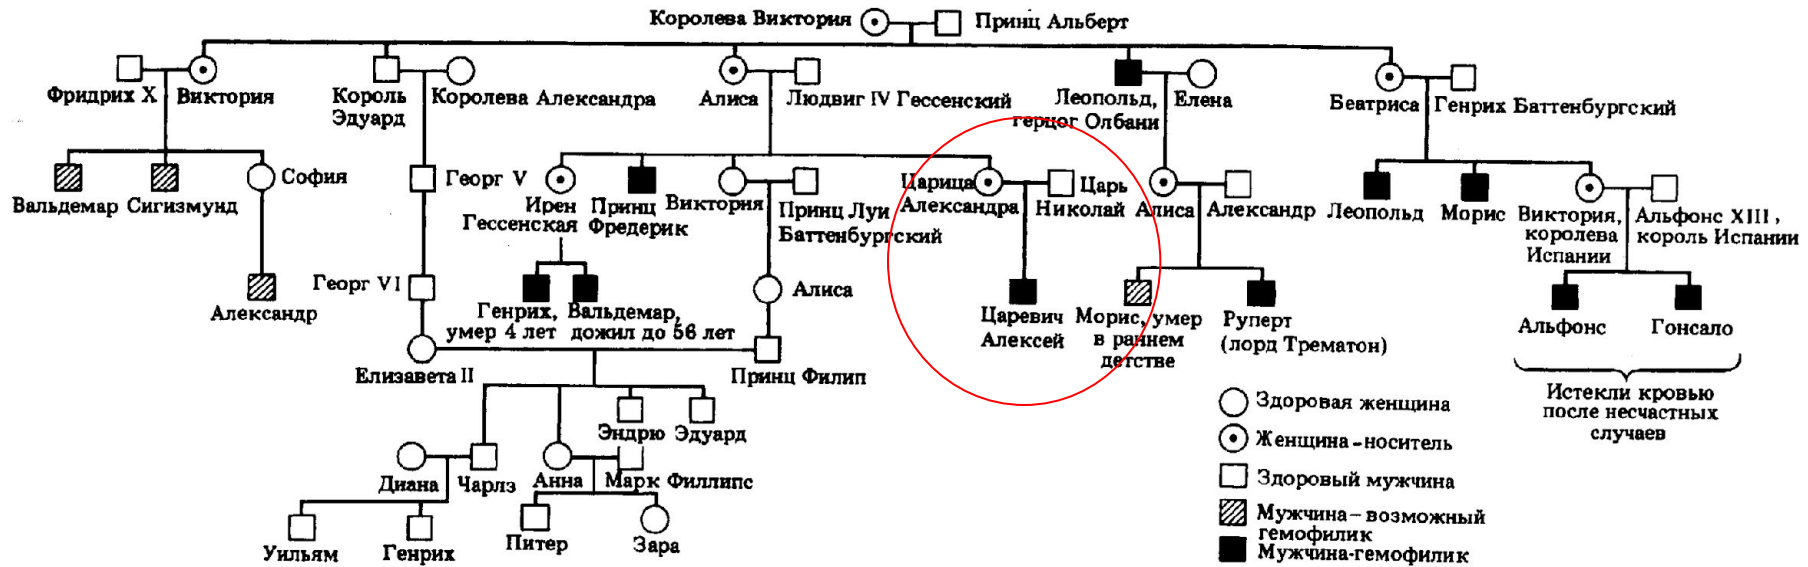 Королева Виктория
Принц Альберт
Фридрих X
Виктория
Король
Эдуард
Королева Александра
Алиса
Людвиг IV Гессенский
Леопольд,
герцог Олбани
Елена
Беатриса
Генрих Баттенбургский
Вальдемар
Сигизмунд
София
Георг V
Ирен
Гессенская
Принц
Фредерик
Виктория
Принц Луи
Баттенбургский
Царица
Александра
Царь
Николай
Алиса
Александр
Леопольд
Морис
Виктория,
королева
Испании
Альфонс XIII,
король Испании
Александр
Георг VI
Генрих,
умер 4 лет
Вальдемар,
дожил до 56 лет
Алиса
Царевич
Алексей
Морис, умер
в раннем
детстве
Руперт
(лорд Трематон)
Альфонс
Гонсало
Истекли кровью
после несчастных
случаев
Елизавета II
Принц Филип
Эндрю
Эдуард
Диана
Чарлз
Анна
Марк Филлипс
Уильям
Генрих
Питер
Зара
Здоровая женщина
Женщина-носитель
Здоровый мужчина
Мужчина-возможный
гемофилик
Мужчина-гемофилик